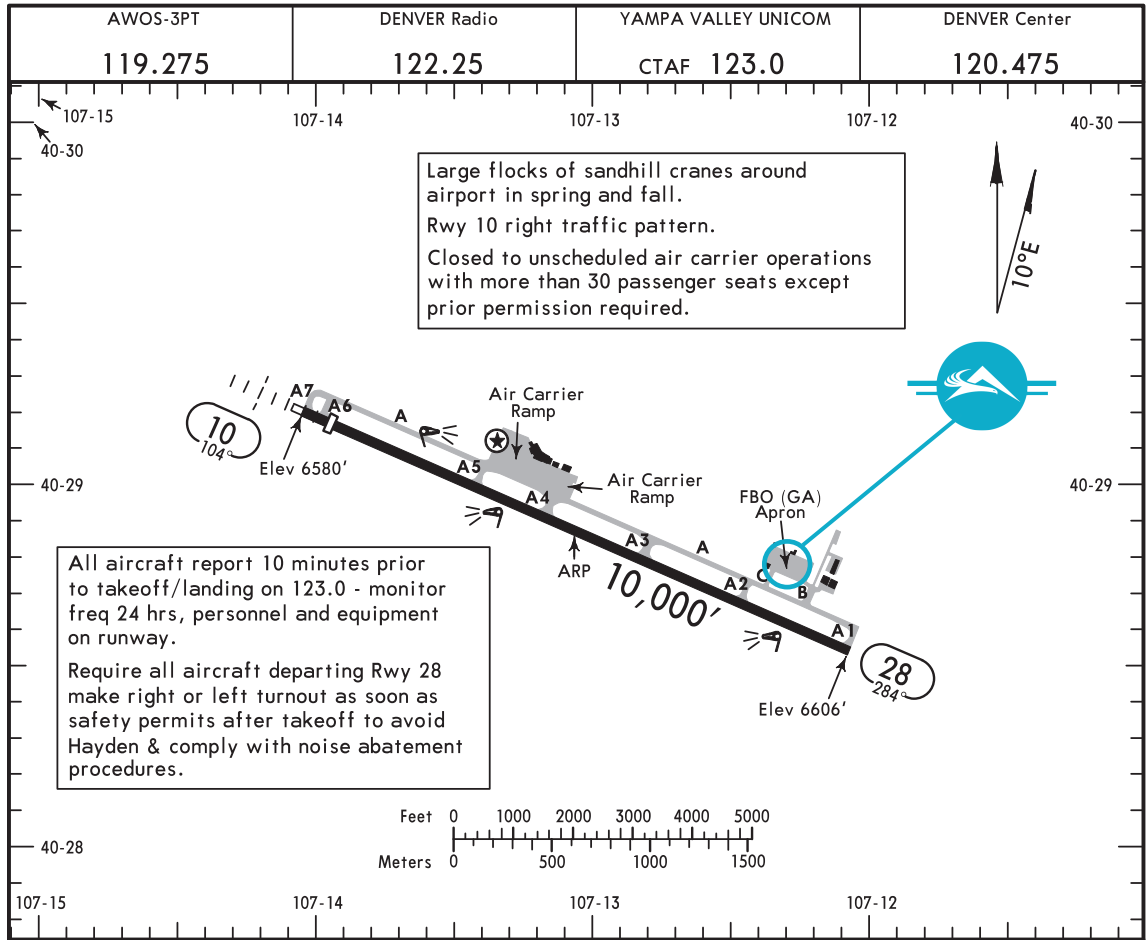 AWOS-3PT
119.275
DENVER Radio
122.25
YAMPA VALLEY UNICOM
CTAF 123.0
DENVER Center
120.475
107-15
107-14
107-13
107-12
40-30
40-30
Large flocks of sandhill cranes around
airport in spring and fall.
Rwy 10 right traffic pattern.
Closed to unscheduled air carrier operations
with more than 30 passenger seats except
prior permission required.
10°E
A7
A6
A
Air Carrier
Ramp
10
104°
Elev 6580'
A5
A4
Air Carrier
Ramp
40-29
40-29
FBO (GA)
Apron
A3
A
ARP
10,000'
A2
C
B
A1
28
284°
Elev 6606'
All aircraft report 10 minutes prior
to takeoff/landing on 123.0 - monitor
freq 24 hrs, personnel and equipment
on runway.
Require all aircraft departing Rwy 28
make right or left turnout as soon as
safety permits after takeoff to avoid
Hayden & comply with noise abatement
procedures.
Feet 0 1000 2000 3000 4000 5000
Meters 0 500 1000 1500
40-28
107-15
107-14
107-13
107-12